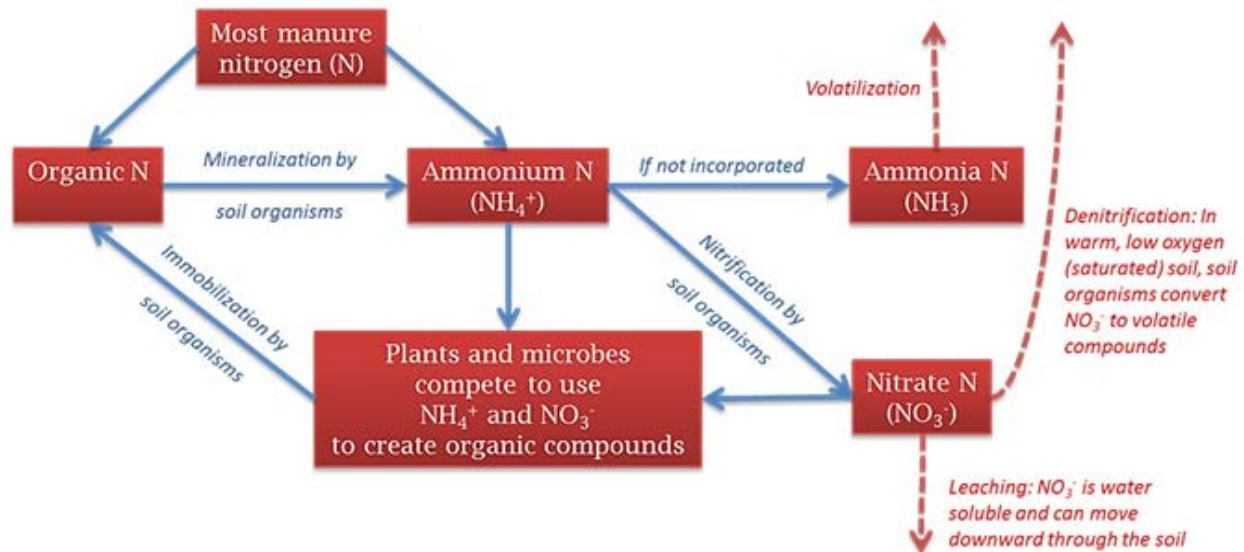 Most manure
nitrogen (N)
Volatilization
Organic N
Mineralization by
soil organisms
Ammonium N
(NH₄⁺)
If not incorporated
Ammonia N
(NH₃)
Denitrification: In
warm, low oxygen
(saturated) soil, soil
organisms convert
NO₃⁻ to volatile
compounds
Immobilization by
soil organisms
Nitrification by
soil organisms
Plants and microbes
compete to use
NH₄⁺ and NO₃⁻
to create organic compounds
Nitrate N
(NO₃⁻)
Leaching: NO₃⁻ is water
soluble and can move
downward through the soil